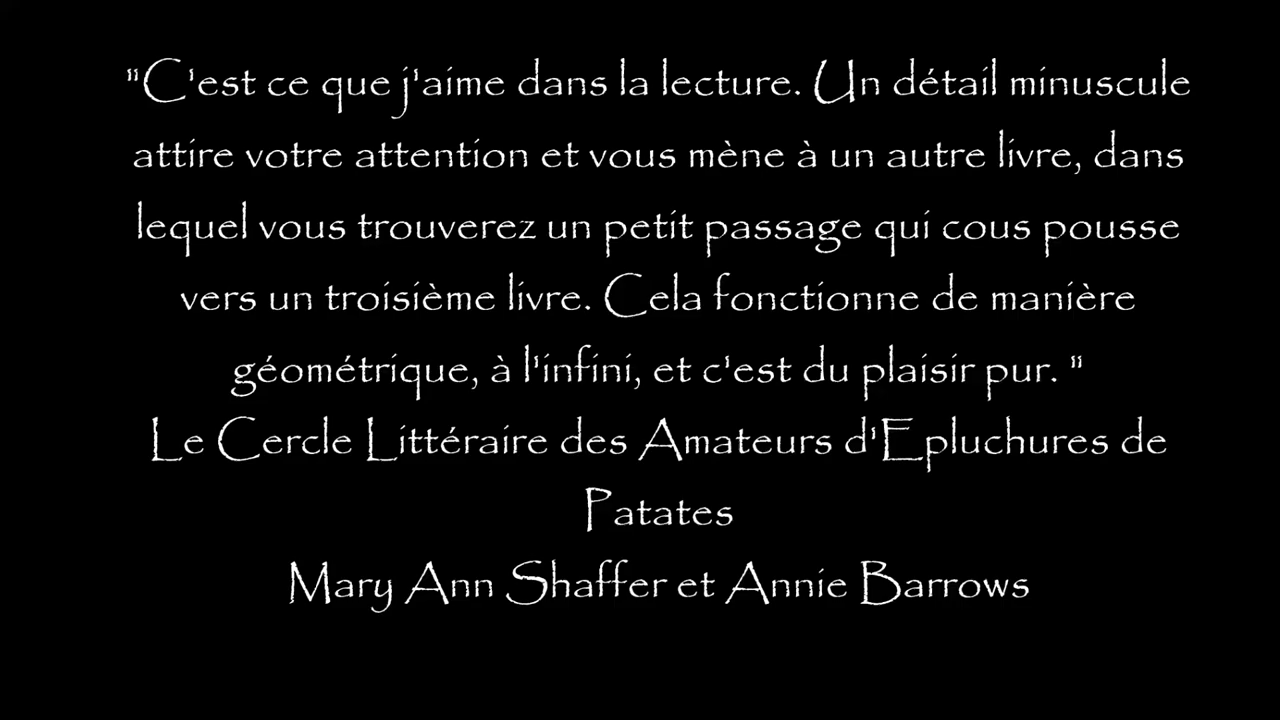 "C'est ce que j'aime dans la lecture. Un détail minuscule
attire votre attention et vous mène à un autre livre, dans
lequel vous trouverez un petit passage qui cous pousse
vers un troisième livre. Cela fonctionne de manière
géométrique, à l'infini, et c'est du plaisir pur. "
Le Cercle Littéraire des Amateurs d'Epluchures de
Patates
Mary Ann Shaffer et Annie Barrows